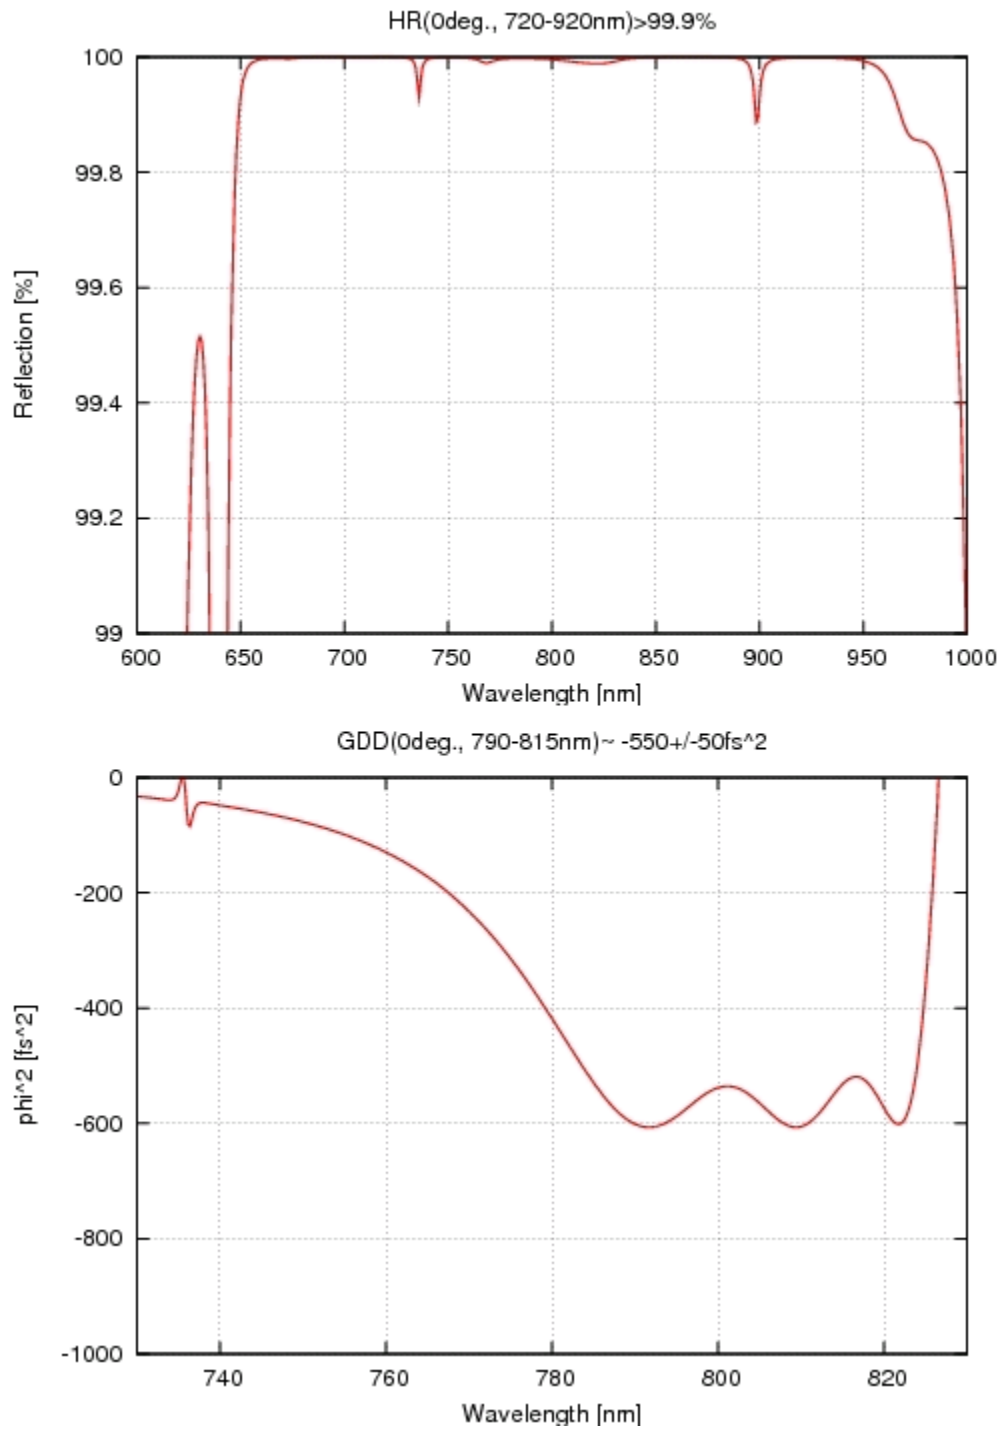 HR(0deg., 720-920nm)>99.9%
100
99.8
99.6
99.4
99.2
99
Reflection [%]
600 650 700 750 800 850 900 950 1000
Wavelength [nm]
GDD(0deg., 790-815nm)~ -550+/-50fs^2
0
-200
-400
-600
-800
-1000
phi^2 [fs^2]
740 760 780 800 820
Wavelength [nm]